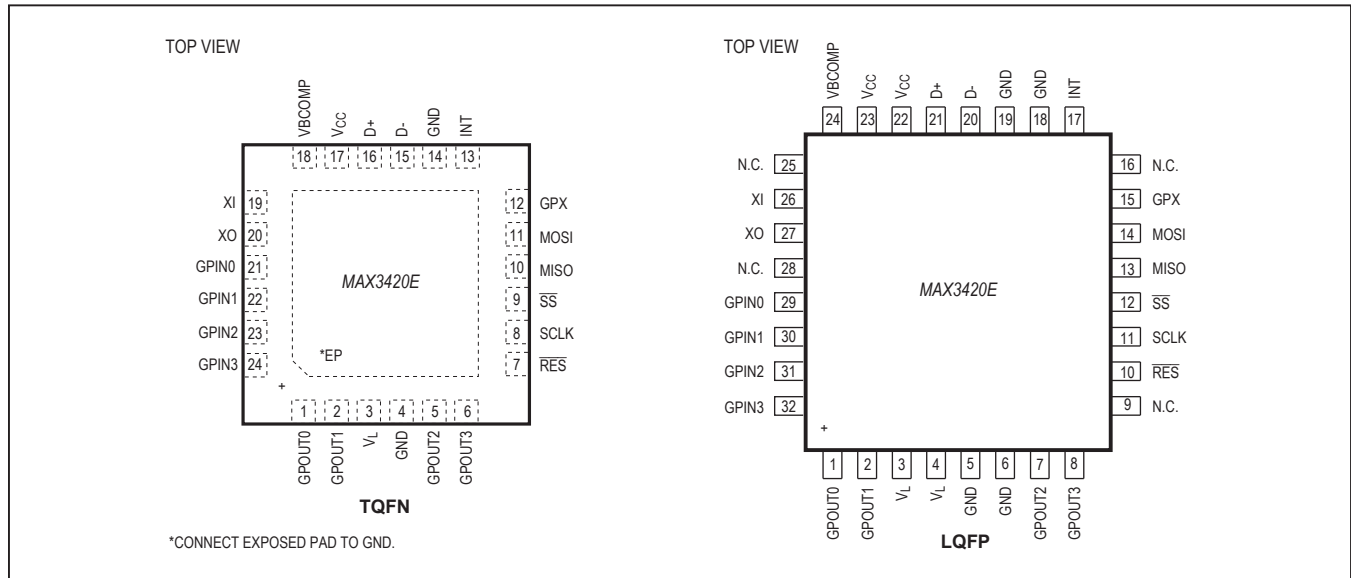 TOP VIEW
VBCOMP
VCC
D+
D-
GND
INT
18
17
16
15
14
13
XI 19
XO 20
GPIN0 21
GPIN1 22
GPIN2 23
GPIN3 24
12 GPX
11 MOSI
10 MISO
9 SS
8 SCLK
7 RES
MAX3420E
*EP
+
1
2
3
4
5
6
GPOUT0
GPOUT1
VL
GND
GPOUT2
GPOUT3
TQFN
*CONNECT EXPOSED PAD TO GND.
TOP VIEW
VBCOMP
VCC
VCC
D+
D-
GND
GND
INT
24
23
22
21
20
19
18
17
N.C. 25
XI 26
XO 27
N.C. 28
GPIN0 29
GPIN1 30
GPIN2 31
GPIN3 32
16 N.C.
15 GPX
14 MOSI
13 MISO
12 SS
11 SCLK
10 RES
9 N.C.
MAX3420E
+
1
2
3
4
5
6
7
8
GPOUT0
GPOUT1
VL
VL
GND
GND
GPOUT2
GPOUT3
LQFP